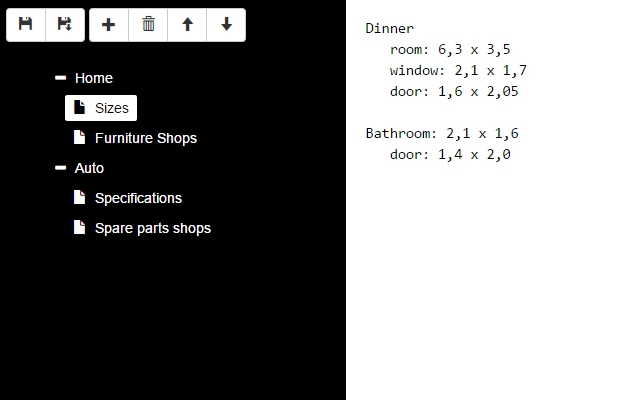 Home
Sizes
Furniture Shops
Auto
Specifications
Spare parts shops
Dinner
room: 6,3 x 3,5
window: 2,1 x 1,7
door: 1,6 x 2,05
Bathroom: 2,1 x 1,6
door: 1,4 x 2,0